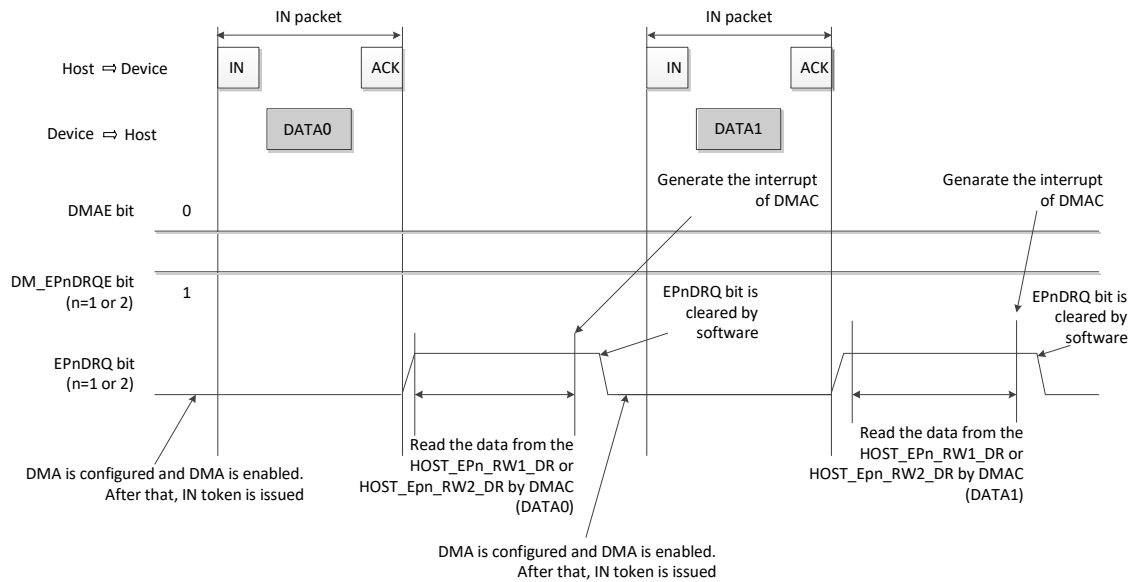 IN packet
IN packet
Host ⇨ Device
IN
ACK
IN
ACK
Device ⇨ Host
DATA0
DATA1
Generate the interrupt
of DMAC
Genarate the interrupt
of DMAC
DMAE bit
0
DM_EPnDRQE bit
(n=1 or 2)
1
EPnDRQ bit is
cleared by
software
EPnDRQ bit is
cleared by
software
EPnDRQ bit
(n=1 or 2)
DMA is configured and DMA is enabled.
After that, IN token is issued
Read the data from the
HOST_EPn_RW1_DR or
HOST_Epn_RW2_DR by DMAC
(DATA0)
Read the data from the
HOST_EPn_RW1_DR or
HOST_Epn_RW2_DR by DMAC
(DATA1)
DMA is configured and DMA is enabled.
After that, IN token is issued